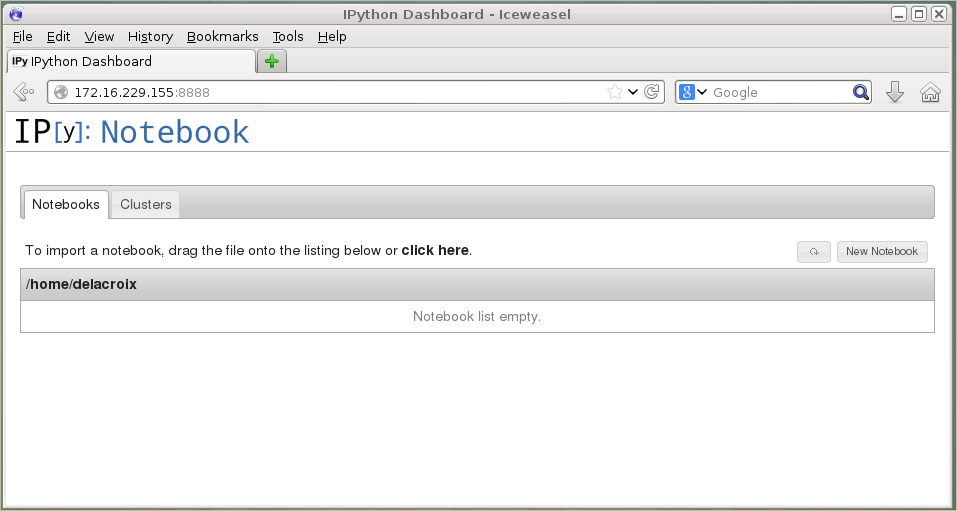 IPython Dashboard - Iceweasel
File Edit View History Bookmarks Tools Help
IPy IPython Dashboard
172.16.229.155:8888
8 Google
IP[y]: Notebook
Notebooks Clusters
To import a notebook, drag the file onto the listing below or click here.
New Notebook
/home/delacroix
Notebook list empty.